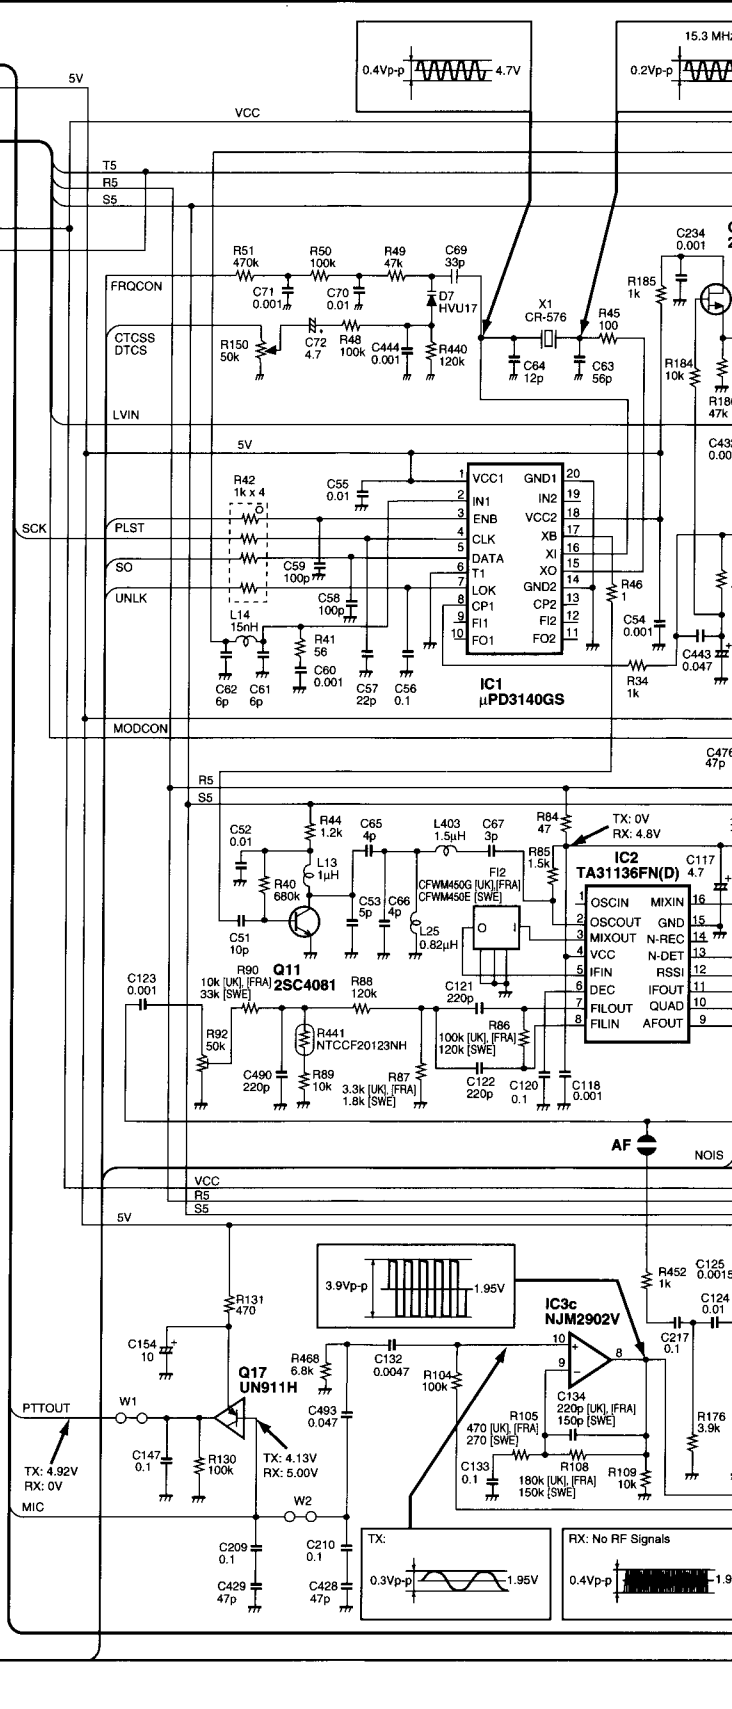 15.3 MHz
0.4Vp-p 4.7V
0.2Vp-p
5V
VCC
T5
R5
S5
C234
0.001
R51
470k
R50
100k
R49
47k
C69
33p
R185
1k
FRQCON
C71
0.001
C70
0.01
D7
HVU17
X1
CR-576
R45
100
CTCSS
DTCS
R150
50k
C72
4.7
R48
100k
C444
0.001
R440
120k
C64
12p
C63
56p
R184
10k
47k
LVIN
5V
R42
1k x 4
C55
0.01
1 VCC1 GND1 20
2 IN1 IN2 19
3 ENB VCC2 18
4 CLK XB 17
5 DATA XI 16
6 T1 XO 15
7 LOK GND2 14
8 CP1 CP2 13
9 FI1 FI2 12
10 FO1 FO2 11
SCK
PLST
SO
UNLK
C59
100p
C58
100p
R46
1
L14
15nH
R41
56
C60
0.001
C54
0.001
C443
0.047
C62
6p
C61
6p
C57
22p
C56
0.1
IC1
µPD3140GS
R34
1k
MODCON
C476
47p
R5
S5
C52
0.01
R44
1.2k
C65
4p
L403
1.5µH
C67
3p
R84
47
TX: 0V
RX: 4.8V
R85
1.5k
IC2
TA31136FN(D)
C117
4.7
L13
1µH
R40
680k
FI2
CFWM450G [UK],[FRA]
CFWM450E [SWE]
C53
5p
C66
4p
O I
L25
0.82µH
C51
10p
1 OSCIN MIXIN 16
2 OSCOUT GND 15
3 MIXOUT N-REC 14
4 VCC N-DET 13
5 IFIN RSSI 12
6 DEC IFOUT 11
7 FILOUT QUAD 10
8 FILIN AFOUT 9
Q11
2SC4081
C123
0.001
R90
10k [UK], [FRA]
33k [SWE]
R88
120k
C121
220p
R92
50k
R441
NTCCF20123NH
R86
100k [UK], [FRA]
120k [SWE]
C490
220p
R89
10k
R87
3.3k [UK], [FRA]
1.8k [SWE]
C122
220p
C120
0.1
C118
0.001
AF
NOIS
VCC
R5
S5
5V
3.9Vp-p 1.95V
R131
470
R452
1k
C125
0.0015
C124
0.01
IC3c
NJM2902V
C154
10
C217
0.1
Q17
UN911H
R468
6.8k
C132
0.0047
R104
100k
10
9
8
C134
220p [UK], [FRA]
150p [SWE]
PTTOUT
W1
C493
0.047
R105
470 [UK], [FRA]
270 [SWE]
R176
3.9k
TX: 4.92V
RX: 0V
C147
0.1
R130
100k
TX: 4.13V
RX: 5.00V
C133
0.1
R108
180k [UK], [FRA]
150k [SWE]
R109
10k
MIC
W2
C209
0.1
C210
0.1
C429
47p
C428
47p
TX:
0.3Vp-p 1.95V
RX: No RF Signals
0.4Vp-p